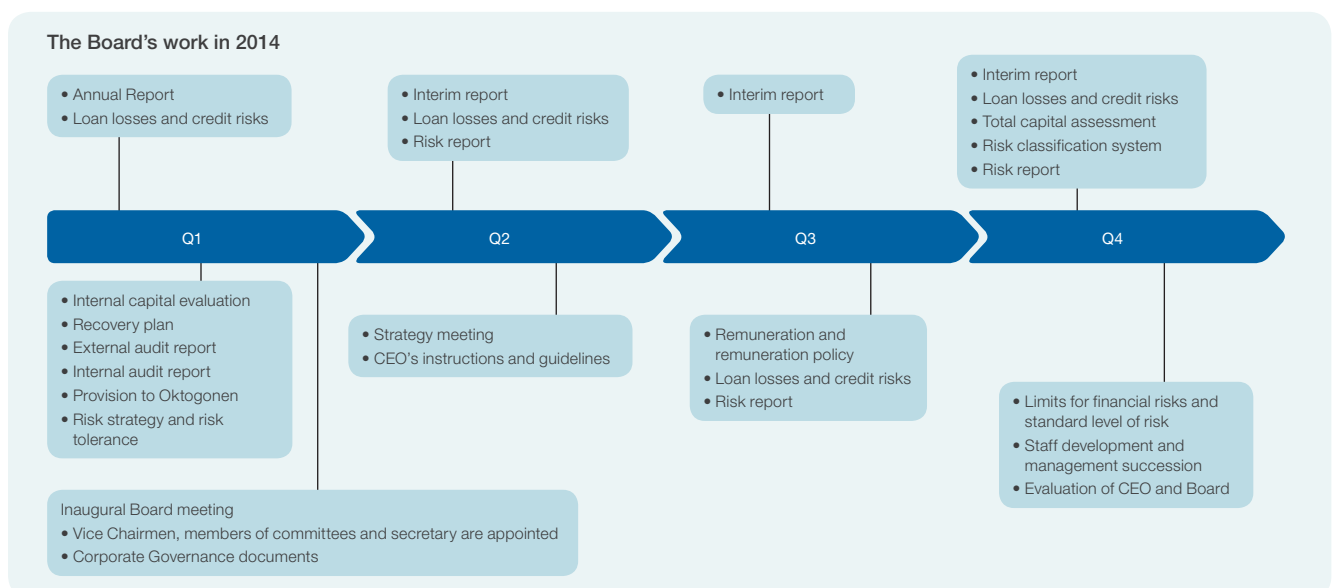 The Board’s work in 2014
• Annual Report
• Loan losses and credit risks
• Interim report
• Loan losses and credit risks
• Risk report
• Interim report
• Interim report
• Loan losses and credit risks
• Total capital assessment
• Risk classification system
• Risk report
Q1
Q2
Q3
Q4
• Internal capital evaluation
• Recovery plan
• External audit report
• Internal audit report
• Provision to Oktogonen
• Risk strategy and risk
tolerance
• Strategy meeting
• CEO’s instructions and guidelines
• Remuneration and
remuneration policy
• Loan losses and credit risks
• Risk report
• Limits for financial risks and
standard level of risk
• Staff development and
management succession
• Evaluation of CEO and Board
Inaugural Board meeting
• Vice Chairmen, members of committees and secretary are appointed
• Corporate Governance documents